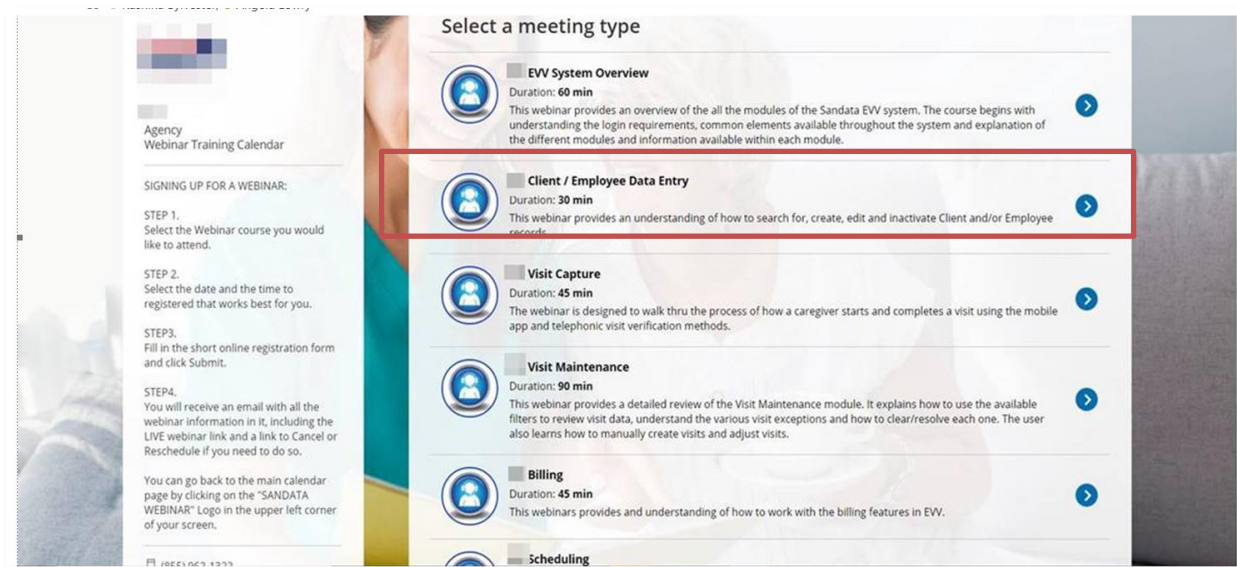 Agency
Webinar Training Calendar
SIGNING UP FOR A WEBINAR:
STEP 1.
Select the Webinar course you would
like to attend.
STEP 2.
Select the date and the time to
registered that works best for you.
STEP3.
Fill in the short online registration form
and click Submit.
STEP4.
You will receive an email with all the
webinar information in it, including the
LIVE webinar link and a link to Cancel or
Reschedule if you need to do so.
You can go back to the main calendar
page by clicking on the "SANDATA
WEBINAR" Logo in the upper left corner
of your screen.
Select a meeting type
EVV System Overview
Duration: 60 min
This webinar provides an overview of the all the modules of the Sandata EVV system. The course begins with
understanding the login requirements, common elements available throughout the system and explanation of
the different modules and information available within each module.
Client / Employee Data Entry
Duration: 30 min
This webinar provides an understanding of how to search for, create, edit and inactivate Client and/or Employee
records.
Visit Capture
Duration: 45 min
The webinar is designed to walk thru the process of how a caregiver starts and completes a visit using the mobile
app and telephonic visit verification methods.
Visit Maintenance
Duration: 90 min
This webinar provides a detailed review of the Visit Maintenance module. It explains how to use the available
filters to review visit data, understand the various visit exceptions and how to clear/resolve each one. The user
also learns how to manually create visits and adjust visits.
Billing
Duration: 45 min
This webinars provides and understanding of how to work with the billing features in EVV.
Scheduling